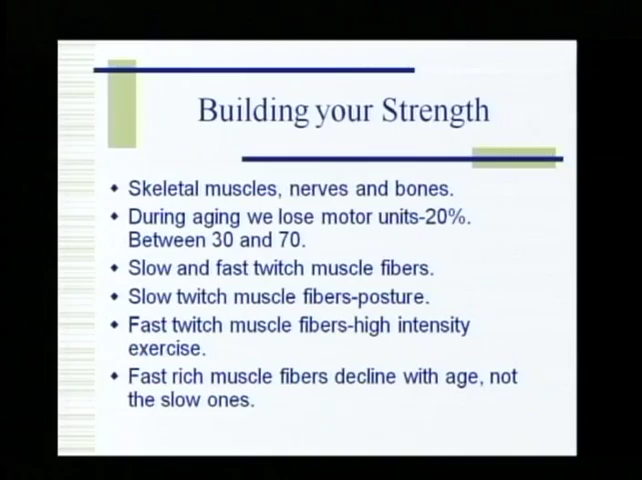 Building your Strength
Skeletal muscles, nerves and bones.
During aging we lose motor units-20%.
Between 30 and 70.
Slow and fast twitch muscle fibers.
Slow twitch muscle fibers-posture.
Fast twitch muscle fibers-high intensity
exercise.
Fast rich muscle fibers decline with age, not
the slow ones.